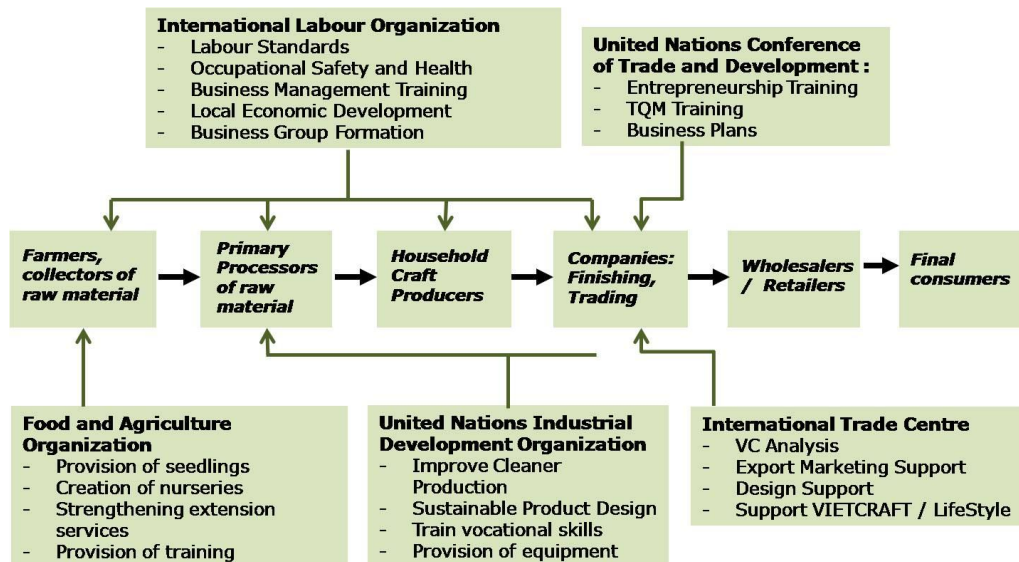 International Labour Organization
- Labour Standards
- Occupational Safety and Health
- Business Management Training
- Local Economic Development
- Business Group Formation
United Nations Conference
of Trade and Development :
- Entrepreneurship Training
- TQM Training
- Business Plans
Farmers,
collectors of
raw material
Primary
Processors
of raw
material
Household
Craft
Producers
Companies:
Finishing,
Trading
Wholesalers
/ Retailers
Final
consumers
Food and Agriculture
Organization
- Provision of seedlings
- Creation of nurseries
- Strengthening extension
services
- Provision of training
United Nations Industrial
Development Organization
- Improve Cleaner
Production
- Sustainable Product Design
- Train vocational skills
- Provision of equipment
International Trade Centre
- VC Analysis
- Export Marketing Support
- Design Support
- Support VIETCRAFT / LifeStyle